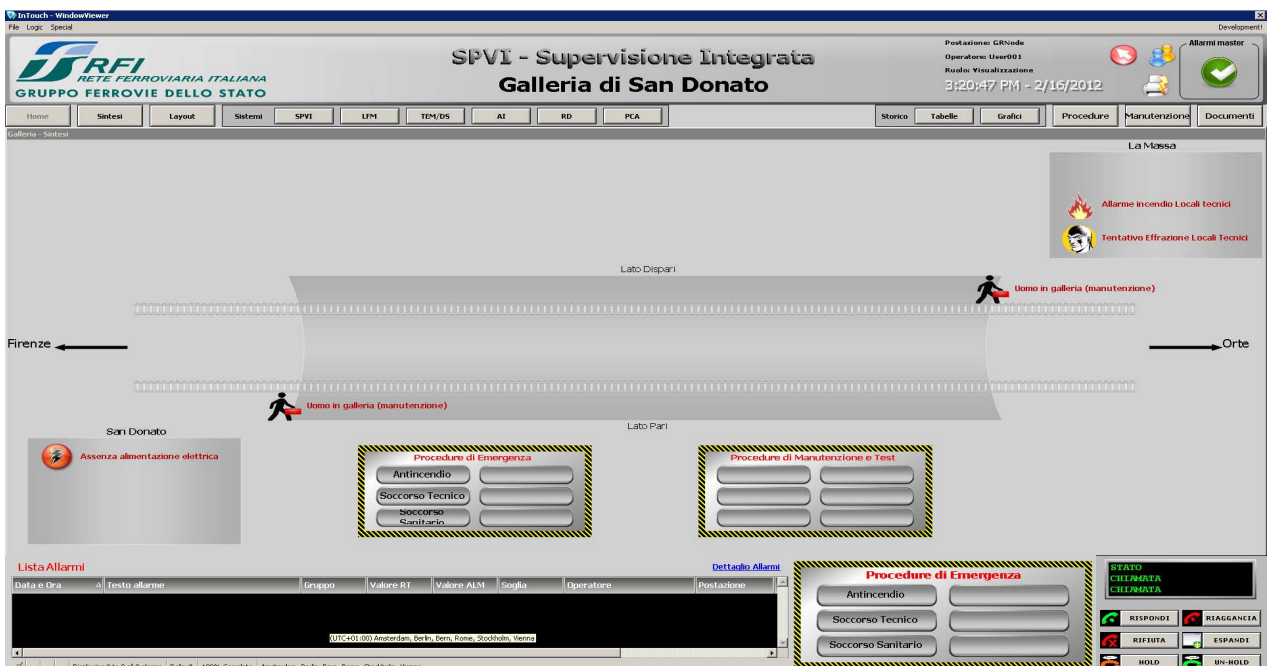 InTouch - WindowViewer
File Logic Special
Development!
RFI
RETE FERROVIARIA ITALIANA
GRUPPO FERROVIE DELLO STATO
SPVI - Supervisione Integrata
Galleria di San Donato
Postazione: GRNode
Operatore: User001
Ruolo: Visualizzazione
3:20:47 PM - 2/16/2012
Allarmi master
Home Sintesi Layout Sistemi SPVI LFM TEM/DS AI RD PCA Storico Tabelle Grafici Procedure Manutenzione Documenti
Galleria - Sintesi
La Massa
Allarme incendio Locali tecnici
Tentativo Effrazione Locali Tecnici
Lato Dispari
Uomo in galleria (manutenzione)
Firenze
Orte
Uomo in galleria (manutenzione)
Lato Pari
San Donato
Assenza alimentazione elettrica
Procedure di Emergenza
Antincendio
Soccorso Tecnico
Soccorso
Sanitario
Procedure di Manutenzione e Test
Lista Allarmi
Dettaglio Allarmi
Data e Ora Testo allarme Gruppo Valore RT Valore ALM Soglia Operatore Postazione
(UTC+01:00) Amsterdam, Berlin, Bern, Rome, Stockholm, Vienna
Procedure di Emergenza
Antincendio
Soccorso Tecnico
Soccorso Sanitario
STATO
CHIAMATA
CHIAMATA
RISPONDI RIAGGANCIA
RIFIUTA ESPANDI
HOLD UN-HOLD